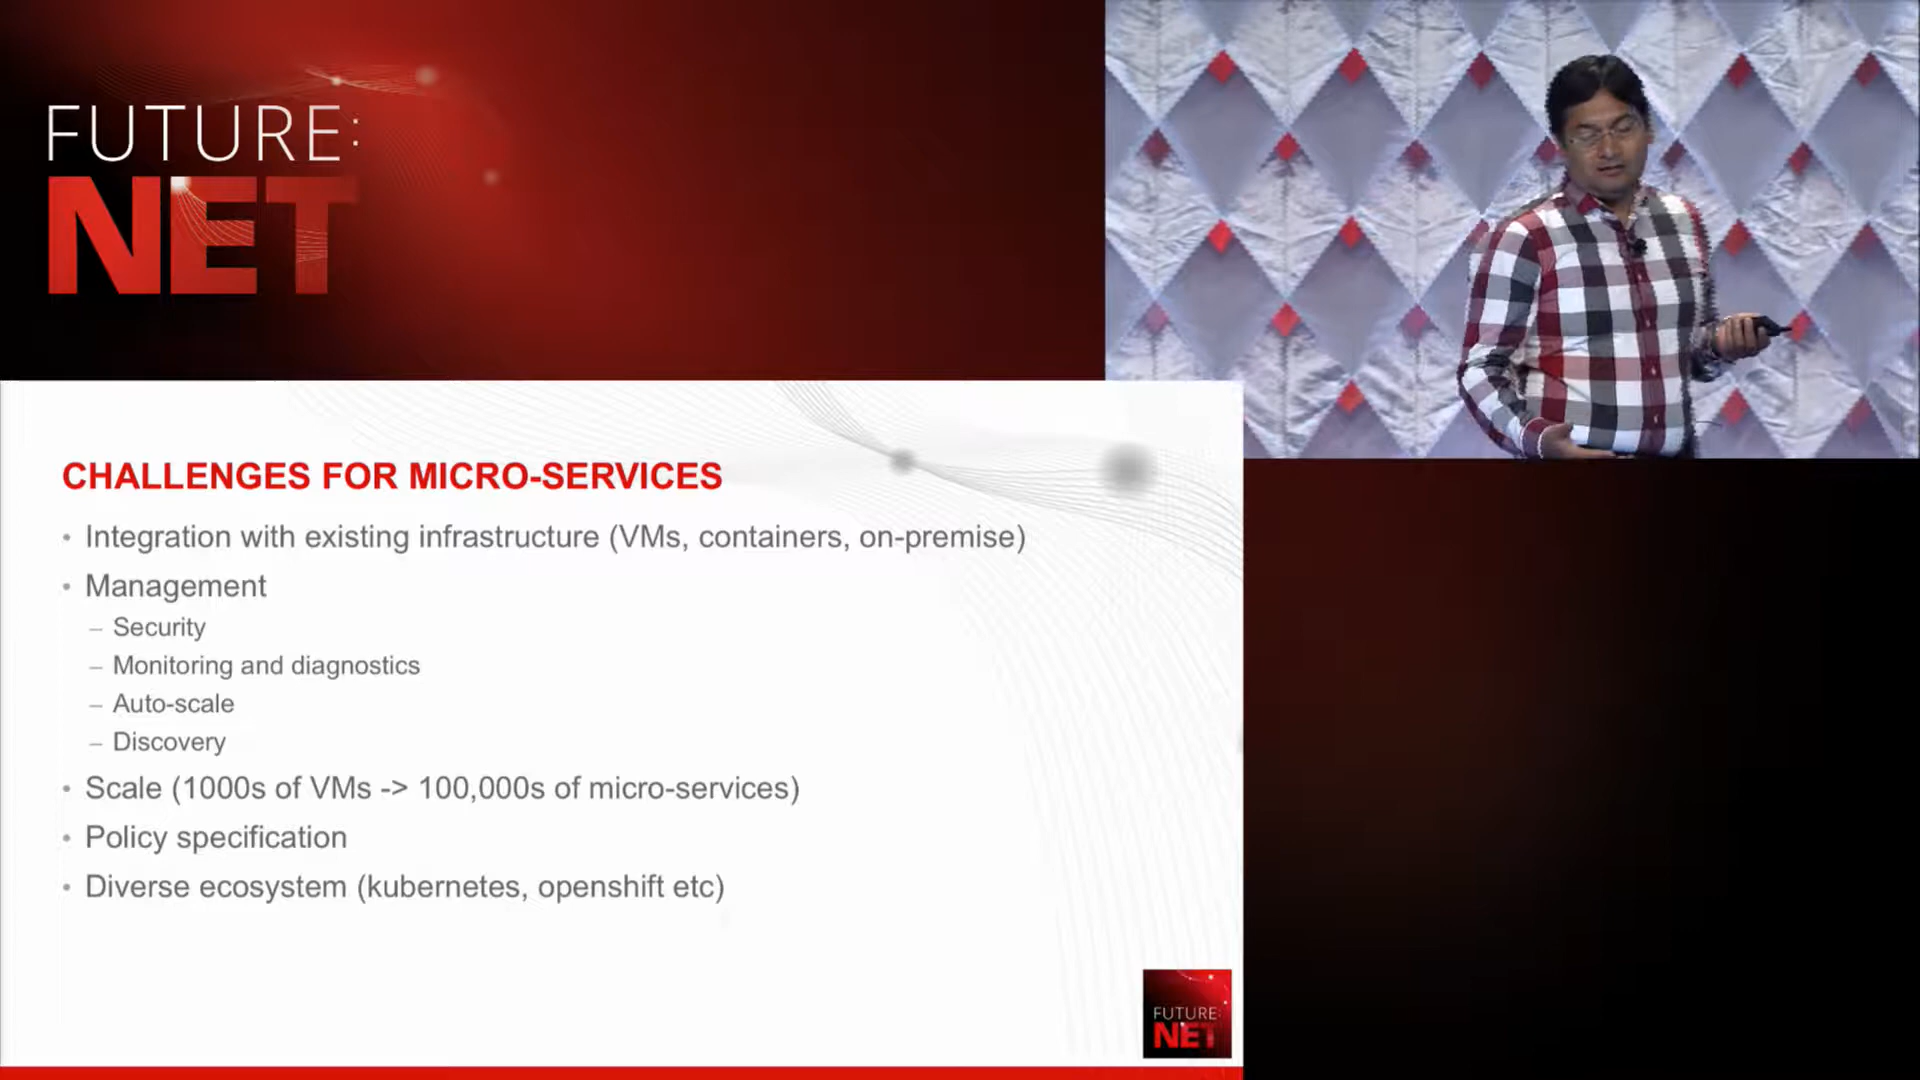 FUTURE:
NET
CHALLENGES FOR MICRO-SERVICES
• Integration with existing infrastructure (VMs, containers, on-premise)
• Management
– Security
– Monitoring and diagnostics
– Auto-scale
– Discovery
• Scale (1000s of VMs -> 100,000s of micro-services)
• Policy specification
• Diverse ecosystem (kubernetes, openshift etc)
FUTURE:
NET